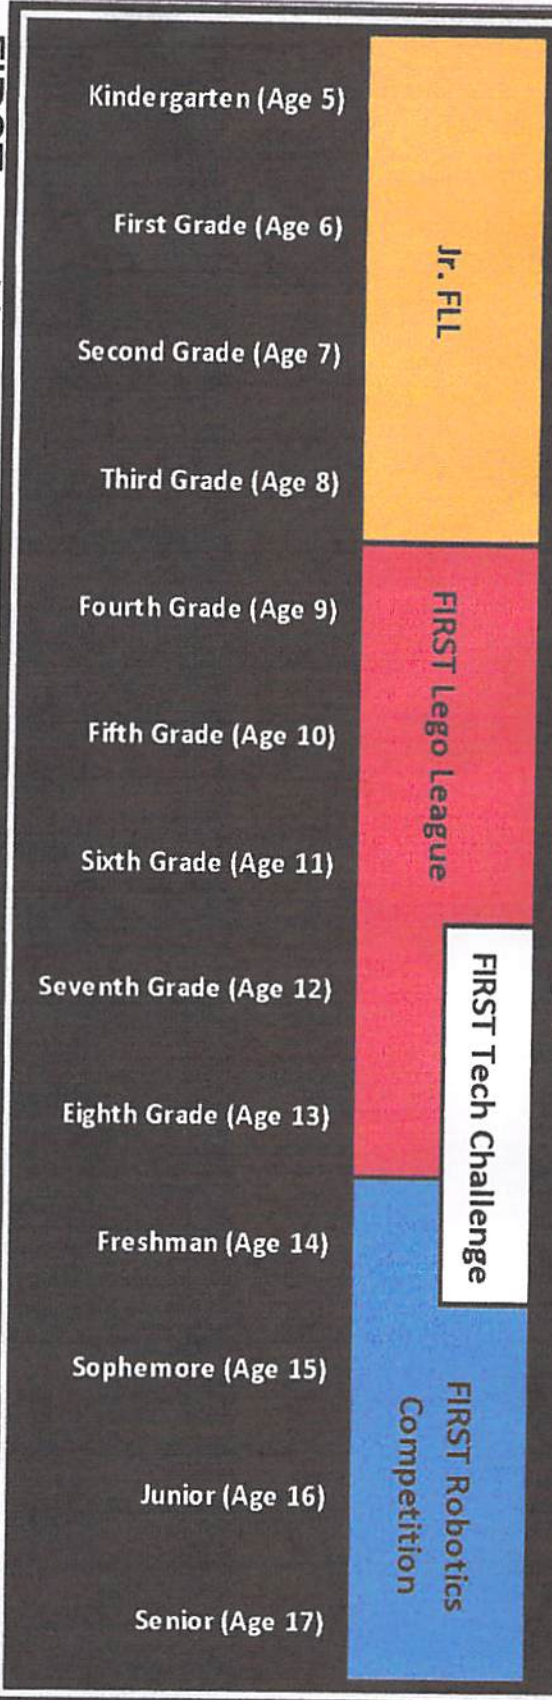 Kindergarten (Age 5)
First Grade (Age 6)
Second Grade (Age 7)
Third Grade (Age 8)
Fourth Grade (Age 9)
Fifth Grade (Age 10)
Sixth Grade (Age 11)
Seventh Grade (Age 12)
Eighth Grade (Age 13)
Freshman (Age 14)
Sophemore (Age 15)
Junior (Age 16)
Senior (Age 17)
Jr. FLL
FIRST Lego League
FIRST Tech Challenge
FIRST Robotics
Competition